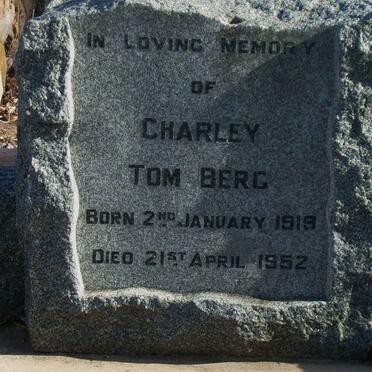 IN LOVING MEMORY
OF
CHARLEY
TOM BERG
BORN 2ND JANUARY 1919
DIED 21ST APRIL 1952